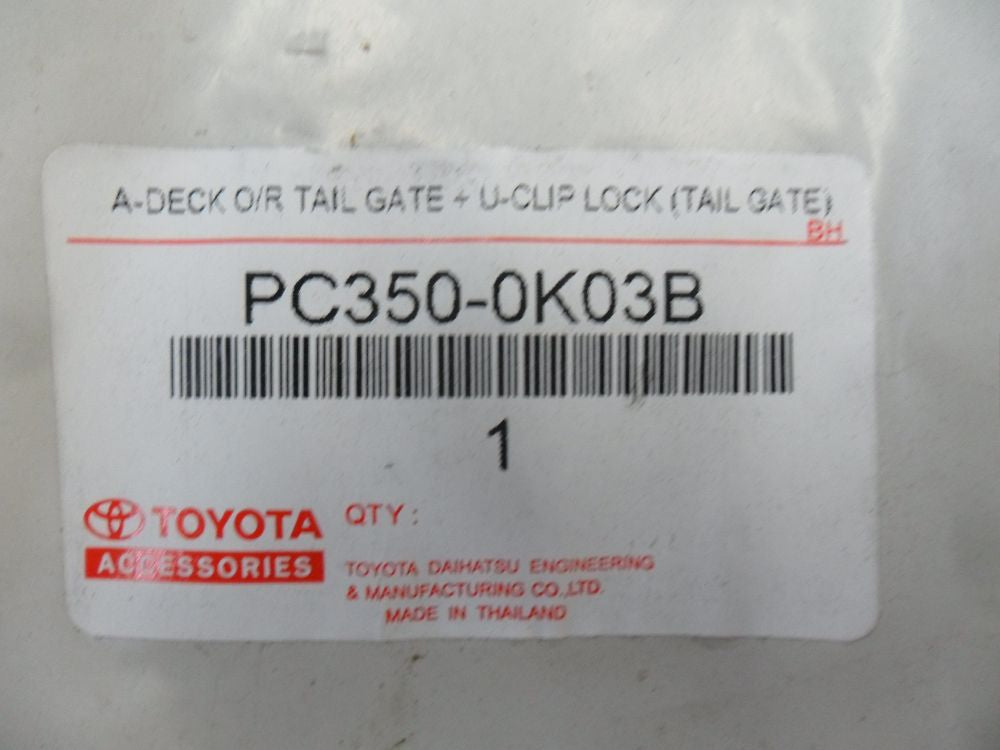 A-DECK O/R TAIL GATE + U-CLIP LOCK (TAIL GATE)
BH
PC350-0K03B
1
TOYOTA
QTY :
ACCESSORIES
TOYOTA DAIHATSU ENGINEERING
& MANUFACTURING CO.,LTD.
MADE IN THAILAND